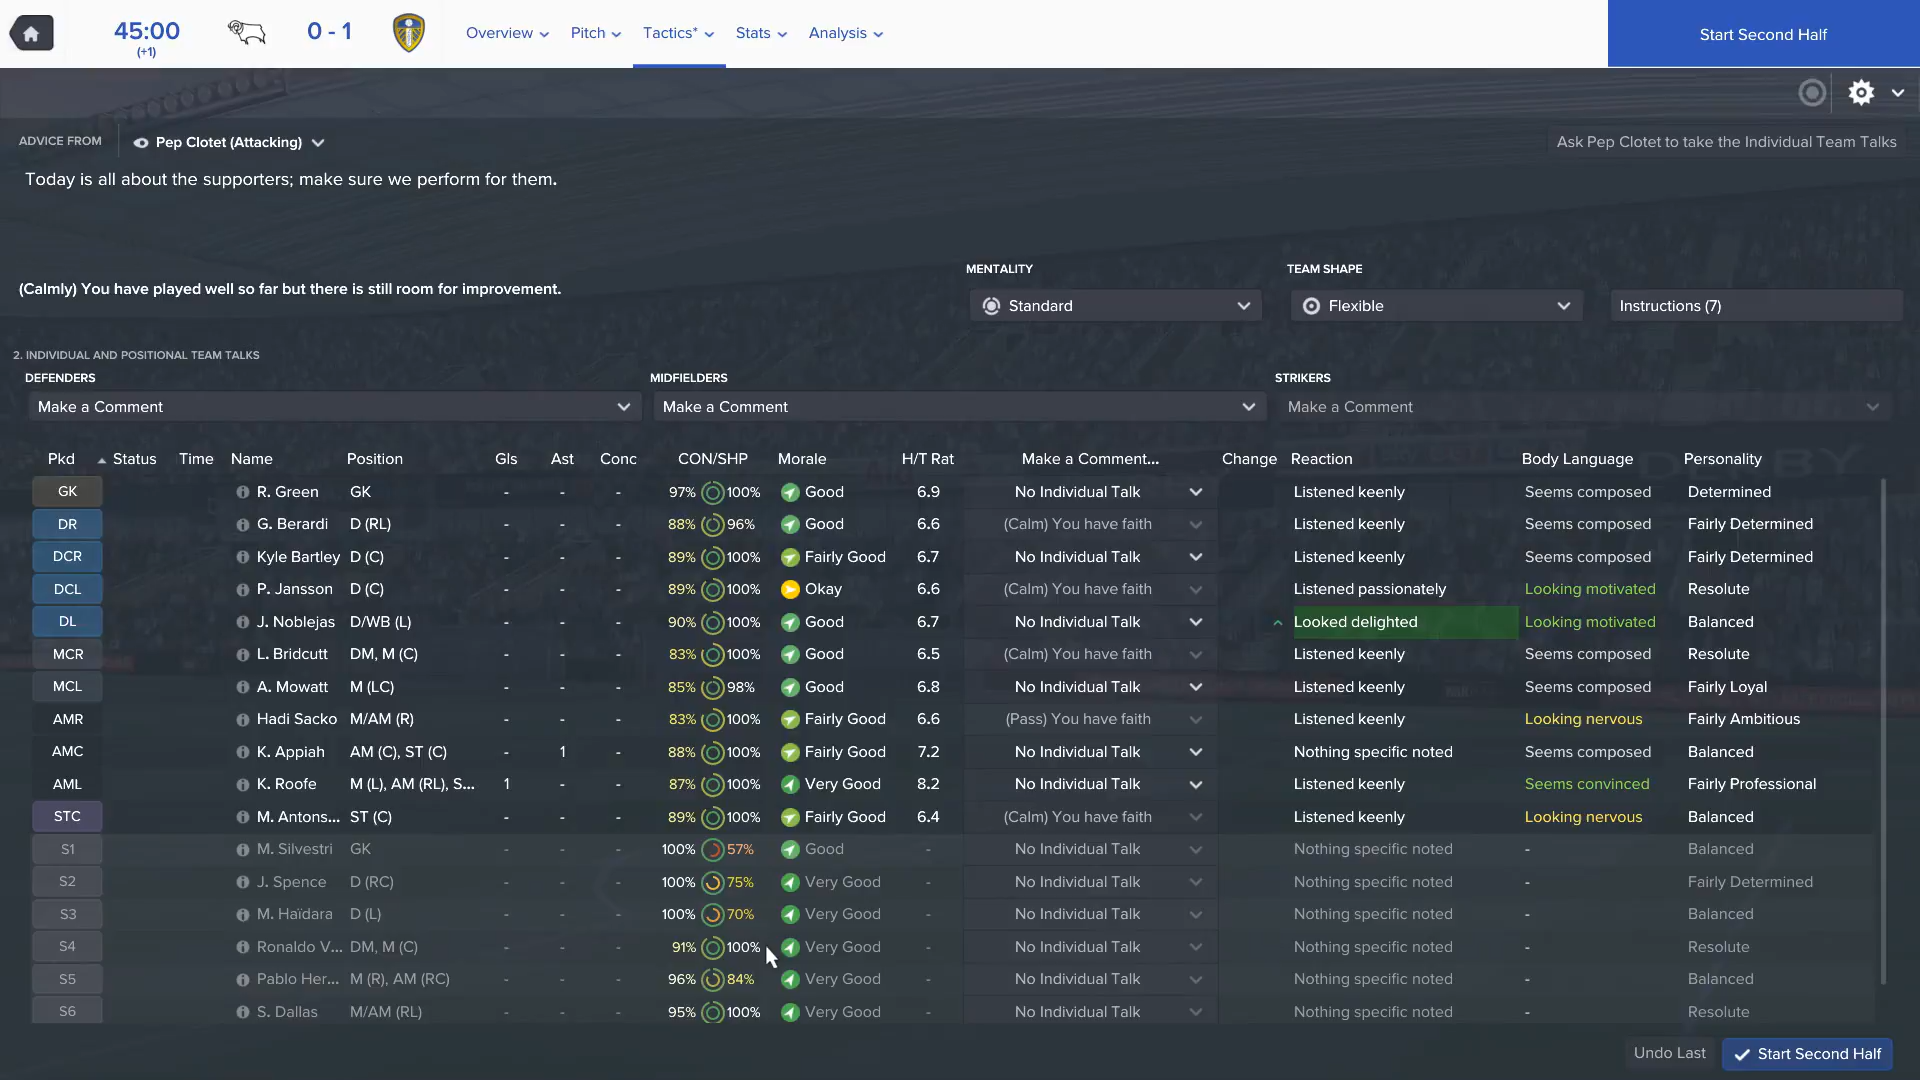 45:00
(+1)
0 - 1
Overview
Pitch
Tactics*
Stats
Analysis
Start Second Half
ADVICE FROM
Pep Clotet (Attacking)
Ask Pep Clotet to take the Individual Team Talks
Today is all about the supporters; make sure we perform for them.
MENTALITY
TEAM SHAPE
(Calmly) You have played well so far but there is still room for improvement.
Standard
Flexible
Instructions (7)
2. INDIVIDUAL AND POSITIONAL TEAM TALKS
DEFENDERS
MIDFIELDERS
STRIKERS
Make a Comment
Make a Comment
Make a Comment
Pkd Status Time Name Position Gls Ast Conc CON/SHP Morale H/T Rat Make a Comment... Change Reaction Body Language Personality
GK R. Green GK - - - 97% 100% Good 6.9 No Individual Talk Listened keenly Seems composed Determined
DR G. Berardi D (RL) - - - 88% 96% Good 6.6 (Calm) You have faith Listened keenly Seems composed Fairly Determined
DCR Kyle Bartley D (C) - - - 89% 100% Fairly Good 6.7 No Individual Talk Listened keenly Seems composed Fairly Determined
DCL P. Jansson D (C) - - - 89% 100% Okay 6.6 (Calm) You have faith Listened passionately Looking motivated Resolute
DL J. Noblejas D/WB (L) - - - 90% 100% Good 6.7 No Individual Talk Looked delighted Looking motivated Balanced
MCR L. Bridcutt DM, M (C) - - - 83% 100% Good 6.5 (Calm) You have faith Listened keenly Seems composed Resolute
MCL A. Mowatt M (LC) - - - 85% 98% Good 6.8 No Individual Talk Listened keenly Seems composed Fairly Loyal
AMR Hadi Sacko M/AM (R) - - - 83% 100% Fairly Good 6.6 (Pass) You have faith Listened keenly Looking nervous Fairly Ambitious
AMC K. Appiah AM (C), ST (C) - 1 - 88% 100% Fairly Good 7.2 No Individual Talk Nothing specific noted Seems composed Balanced
AML K. Roofe M (L), AM (RL), S... 1 - - 87% 100% Very Good 8.2 No Individual Talk Listened keenly Seems convinced Fairly Professional
STC M. Antons... ST (C) - - - 89% 100% Fairly Good 6.4 (Calm) You have faith Listened keenly Looking nervous Balanced
S1 M. Silvestri GK - - - 100% 57% Good - No Individual Talk Nothing specific noted - Balanced
S2 J. Spence D (RC) - - - 100% 75% Very Good - No Individual Talk Nothing specific noted - Fairly Determined
S3 M. Haïdara D (L) - - - 100% 70% Very Good - No Individual Talk Nothing specific noted - Balanced
S4 Ronaldo V... DM, M (C) - - - 91% 100% Very Good - No Individual Talk Nothing specific noted - Resolute
S5 Pablo Her... M (R), AM (RC) - - - 96% 84% Very Good - No Individual Talk Nothing specific noted - Balanced
S6 S. Dallas M/AM (RL) - - - 95% 100% Very Good - No Individual Talk Nothing specific noted - Resolute
Undo Last
Start Second Half